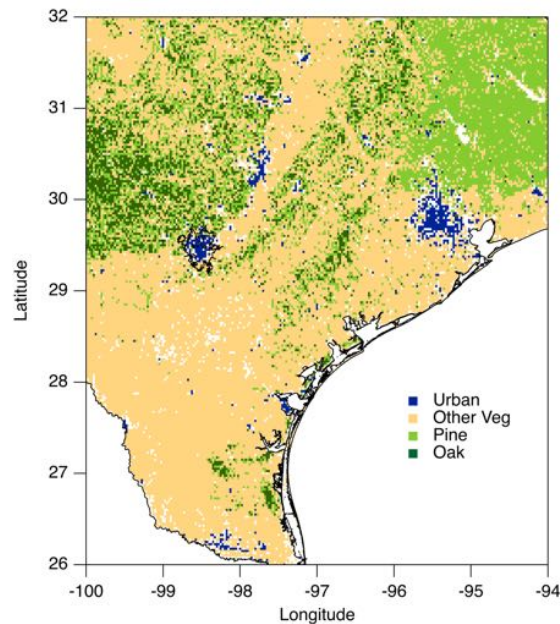 32
31
30
29
28
27
26
Latitude
Urban
Other Veg
Pine
Oak
-100 -99 -98 -97 -96 -95 -94
Longitude